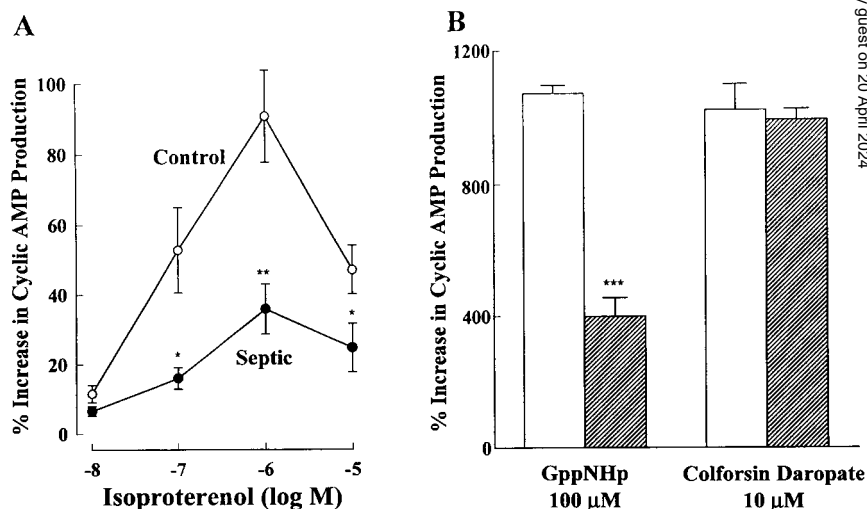 A
% Increase in Cyclic AMP Production
100
80
60
40
20
0
Control
Septic
*
**
*
-8
-7
-6
-5
Isoproterenol (log M)
B
% Increase in Cyclic AMP Production
1200
800
400
0
***
GppNHp
100 μM
Colforsin Daropate
10 μM
guest on 20 April 2024